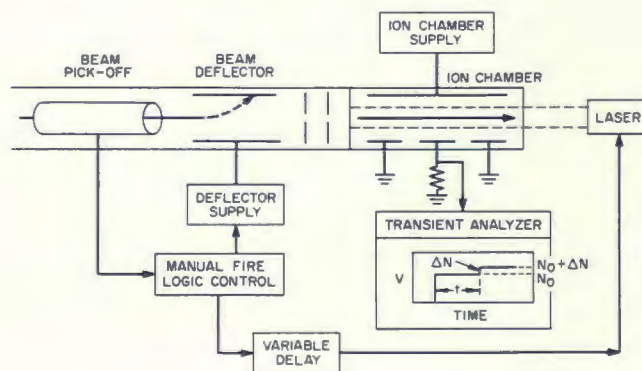 BEAM
PICK-OFF
BEAM
DEFLECTOR
ION CHAMBER
SUPPLY
ION CHAMBER
LASER
DEFLECTOR
SUPPLY
MANUAL FIRE
LOGIC CONTROL
VARIABLE
DELAY
TRANSIENT ANALYZER
V
ΔN
t
N₀ + ΔN
N₀
TIME